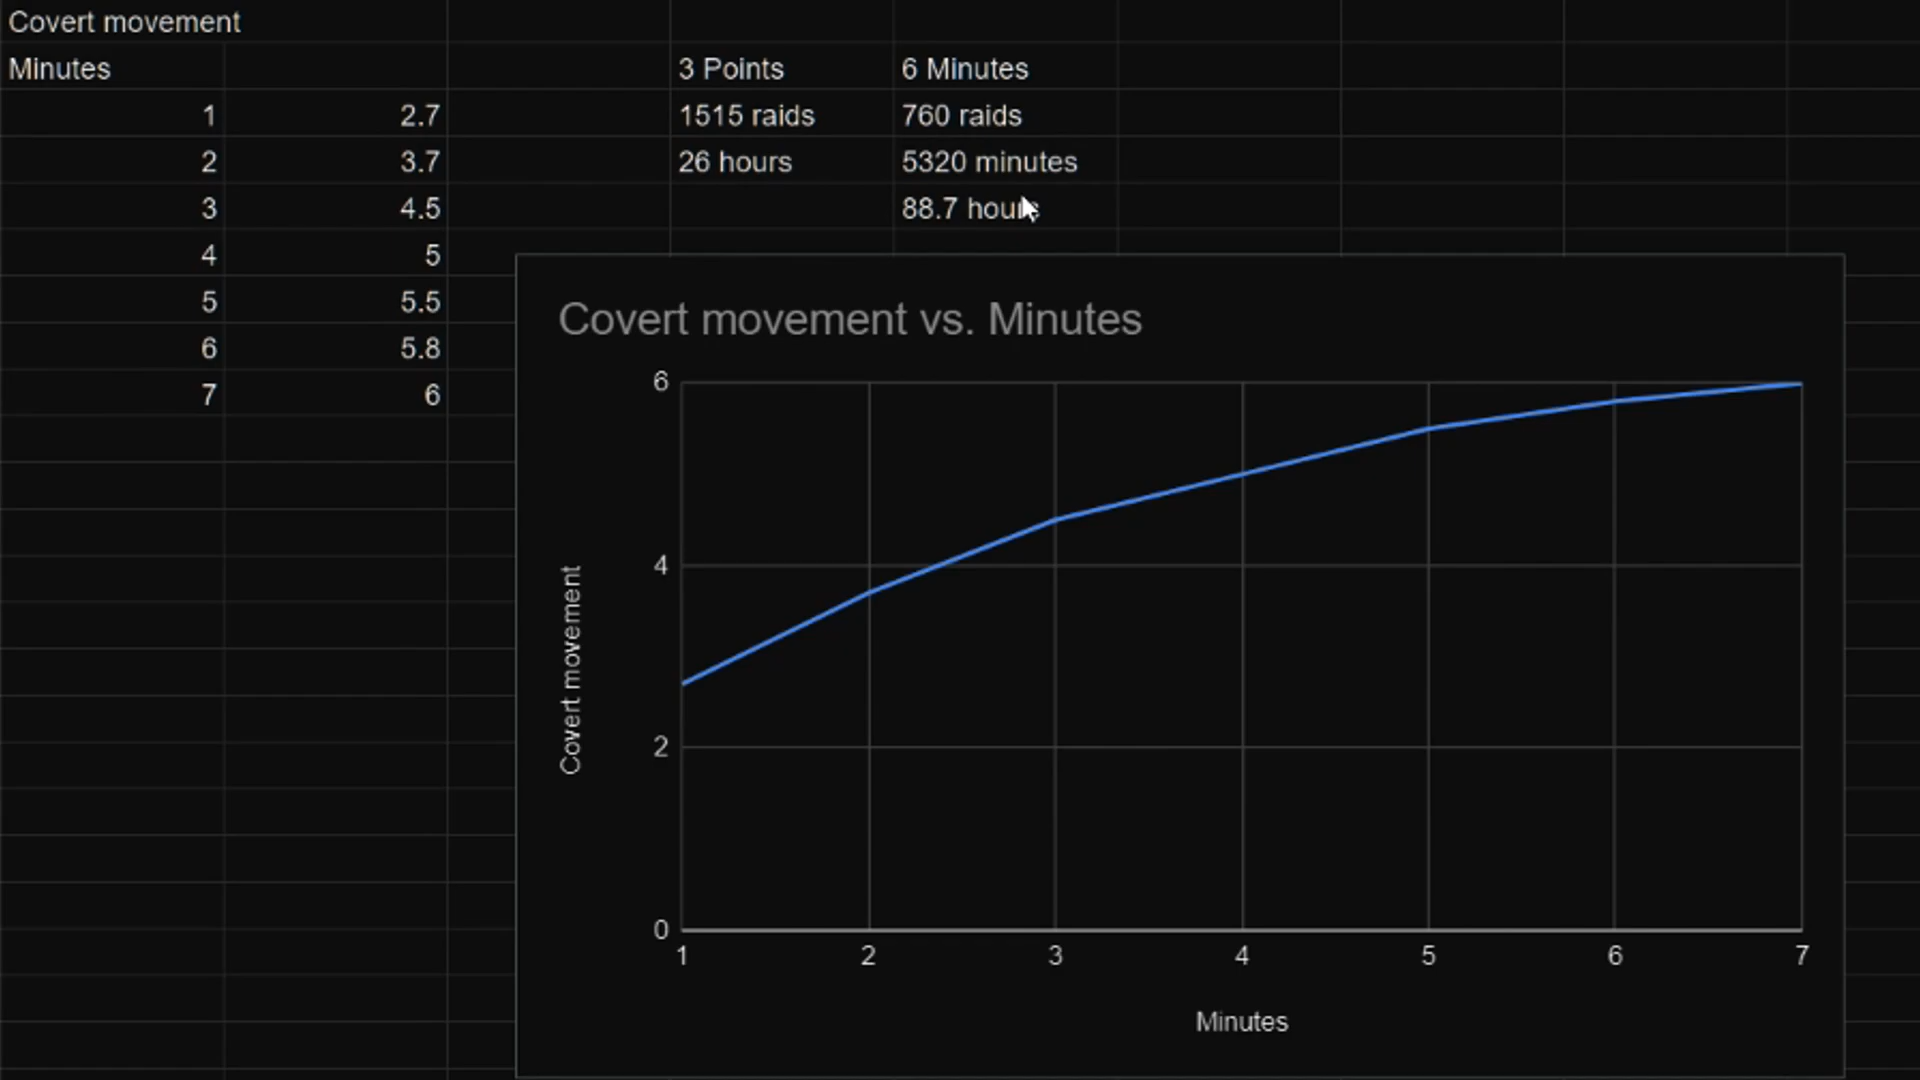 Covert movement
Minutes 3 Points 6 Minutes
1 2.7 1515 raids 760 raids
2 3.7 26 hours 5320 minutes
3 4.5 88.7 hours
4 5
5 5.5
6 5.8
7 6
Covert movement vs. Minutes
6
4
2
0
Covert movement
1 2 3 4 5 6 7
Minutes